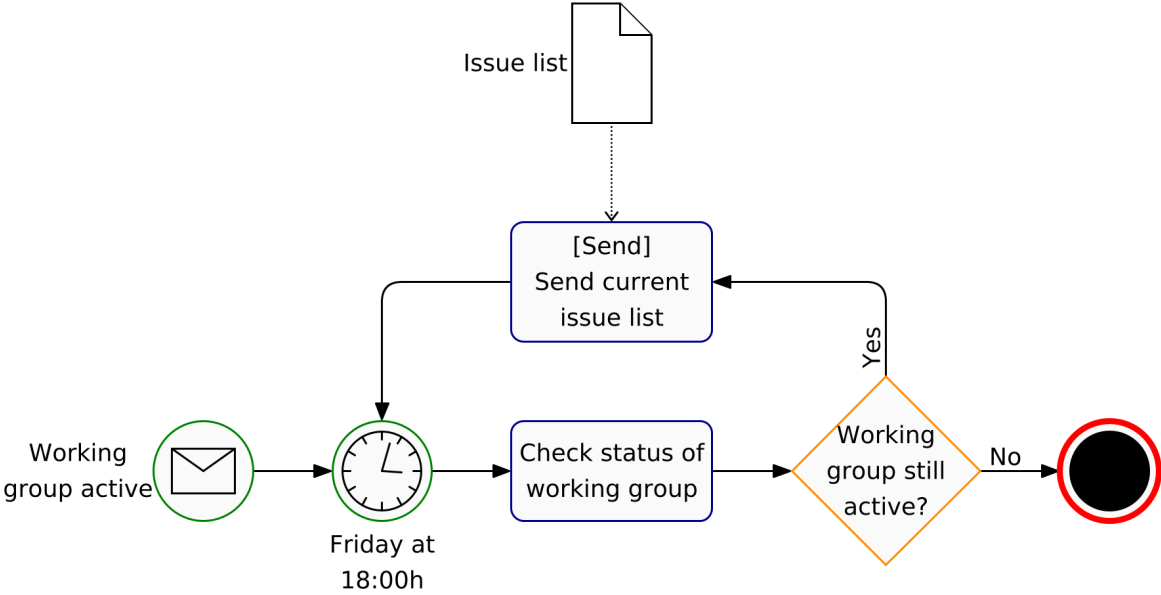 Issue list
[Send]
Send current
issue list
Yes
Working
group active
Friday at
18:00h
Check status of
working group
Working
group still
active?
No